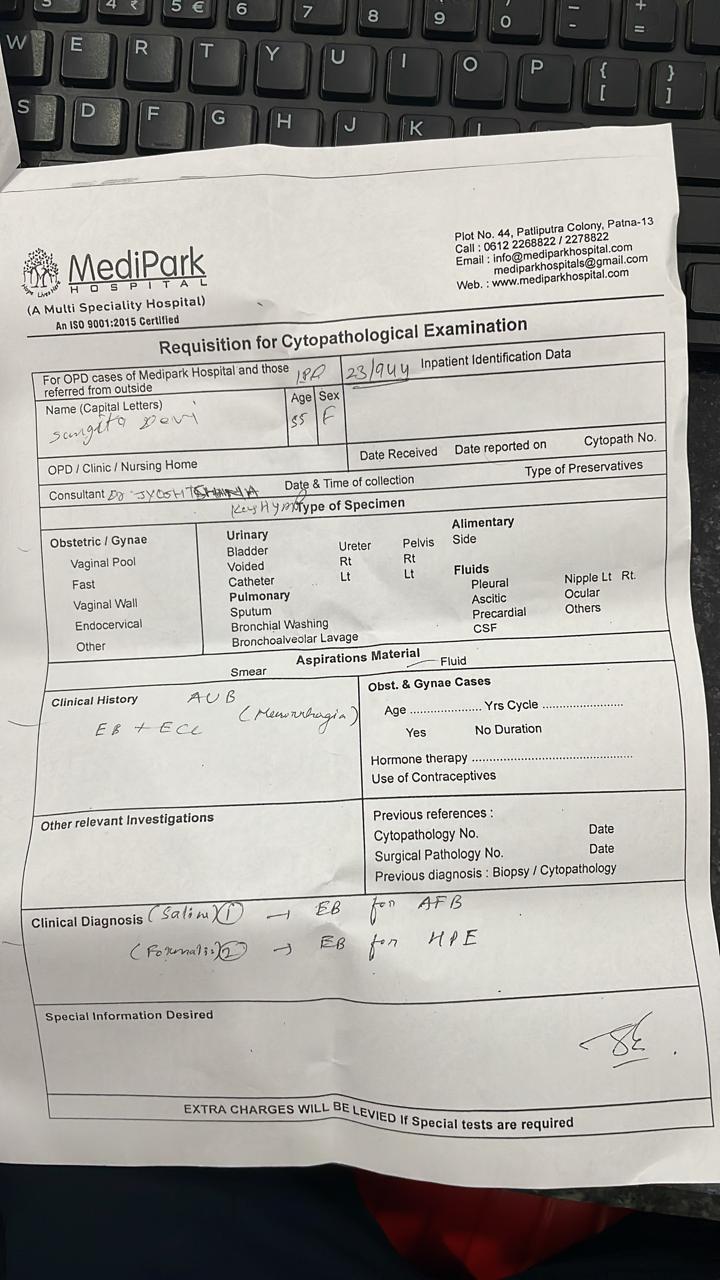 3 4 ₹ 5 € 6 7 8 9 0 - _ + =
W E R T Y U I O P { [ } ]
S D F G H J K L
MediPark
HOSPITAL
(A Multi Speciality Hospital)
An ISO 9001:2015 Certified
Plot No. 44, Patliputra Colony, Patna-13
Call : 0612 2268822 / 2278822
Email : info@mediparkhospital.com
mediparkhospitals@gmail.com
Web. : www.mediparkhospital.com
Requisition for Cytopathological Examination
For OPD cases of Medipark Hospital and those
referred from outside
23/944 Inpatient Identification Data
Name (Capital Letters) Age Sex
Sangita Devi 35 F
OPD / Clinic / Nursing Home Date Received Date reported on Cytopath No.
Consultant Dr Date & Time of collection Type of Preservatives
Type of Specimen
Obstetric / Gynae
Vaginal Pool
Fast
Vaginal Wall
Endocervical
Other
Urinary
Bladder Ureter Pelvis
Voided Rt Rt
Catheter Lt Lt
Pulmonary
Sputum
Bronchial Washing
Bronchoalveolar Lavage
Alimentary
Side
Fluids
Pleural Nipple Lt Rt.
Ascitic Ocular
Precardial Others
CSF
Aspirations Material
Smear Fluid
Clinical History AUB
(Menorrhagia)
EB + ECC
Obst. & Gynae Cases
Age .................... Yrs Cycle .......................
Yes No Duration
Hormone therapy .............................................
Use of Contraceptives
Other relevant Investigations
Previous references :
Cytopathology No. Date
Surgical Pathology No. Date
Previous diagnosis : Biopsy / Cytopathology
Clinical Diagnosis (Saline) 1 → EB for AFB
(Formalin) 2 → EB for HPE
Special Information Desired
EXTRA CHARGES WILL BE LEVIED If Special tests are required